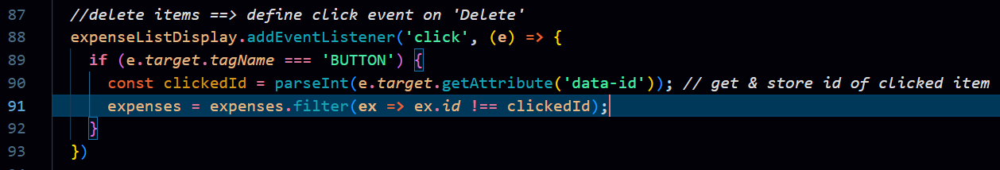 87 //delete items ==> define click event on 'Delete'
88 expenseListDisplay.addEventListener('click', (e) => {
89 if (e.target.tagName === 'BUTTON') {
90 const clickedId = parseInt(e.target.getAttribute('data-id')); // get & store id of clicked item
91 expenses = expenses.filter(ex => ex.id !== clickedId);
92 }
93 })